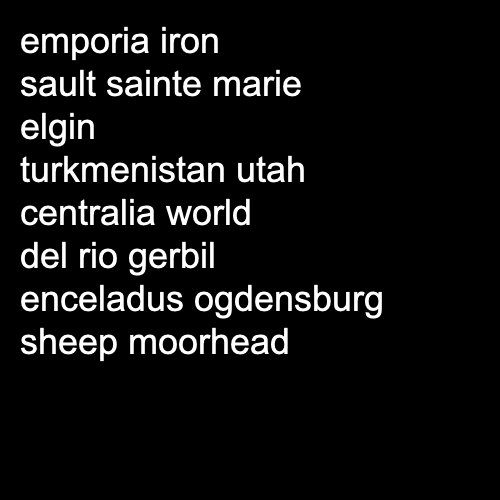 emporia iron
sault sainte marie
elgin
turkmenistan utah
centralia world
del rio gerbil
enceladus ogdensburg
sheep moorhead